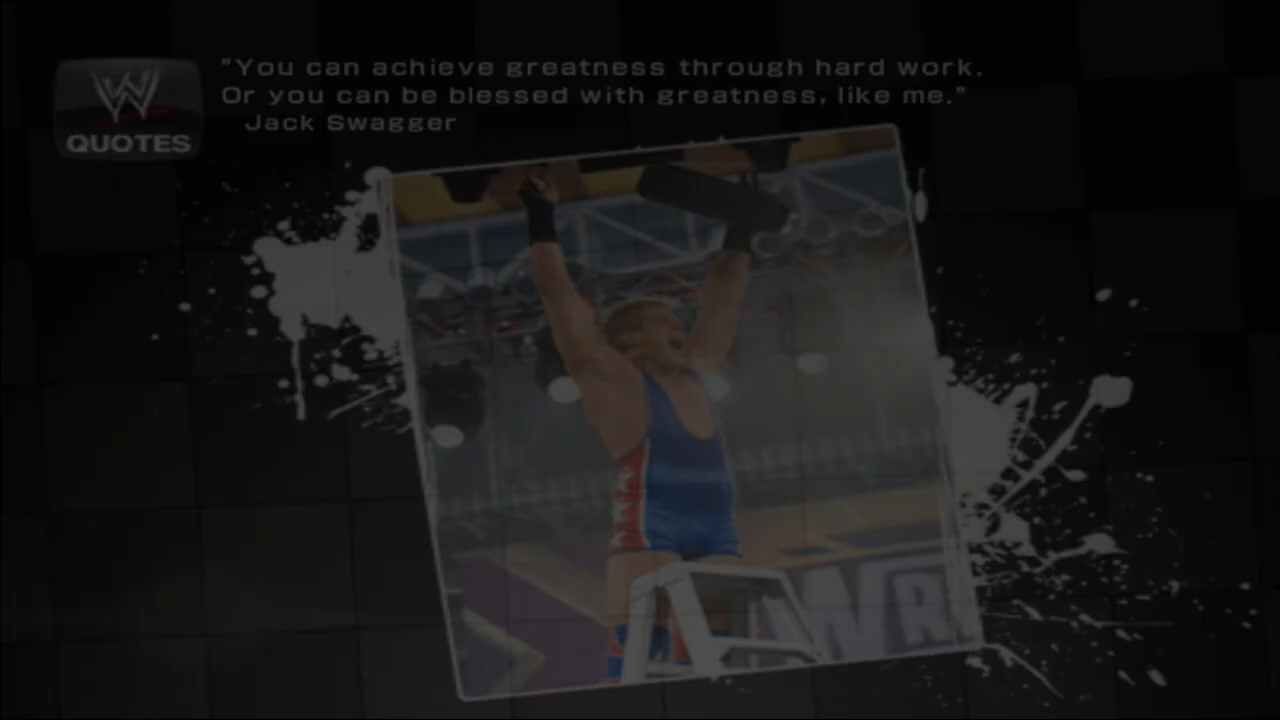 "You can achieve greatness through hard work.
Or you can be blessed with greatness, like me."
Jack Swagger
W
QUOTES
WR